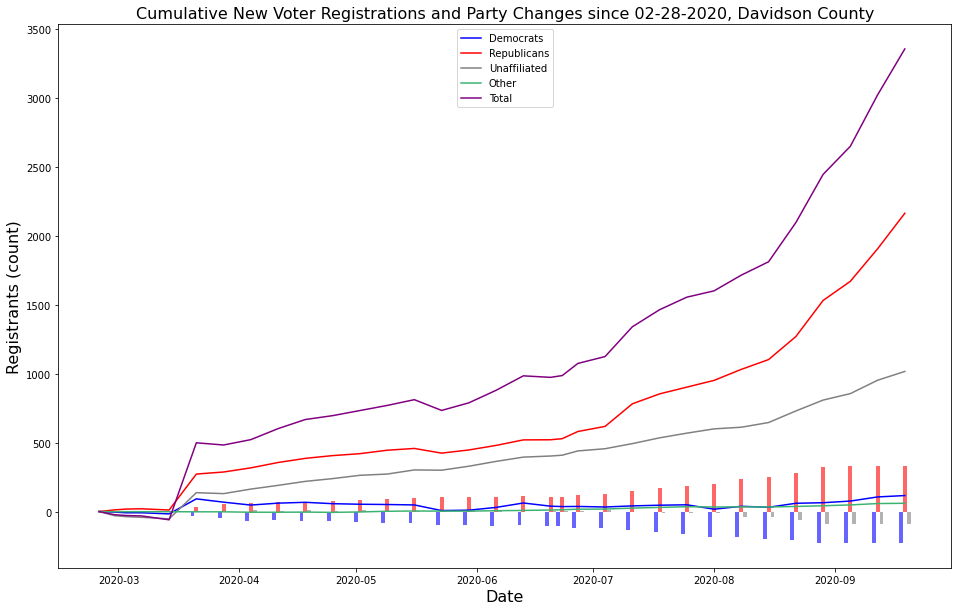 Cumulative New Voter Registrations and Party Changes since 02-28-2020, Davidson County
Democrats
Republicans
Unaffiliated
Other
Total
Registrants (count)
3500
3000
2500
2000
1500
1000
500
0
2020-03
2020-04
2020-05
2020-06
2020-07
2020-08
2020-09
Date